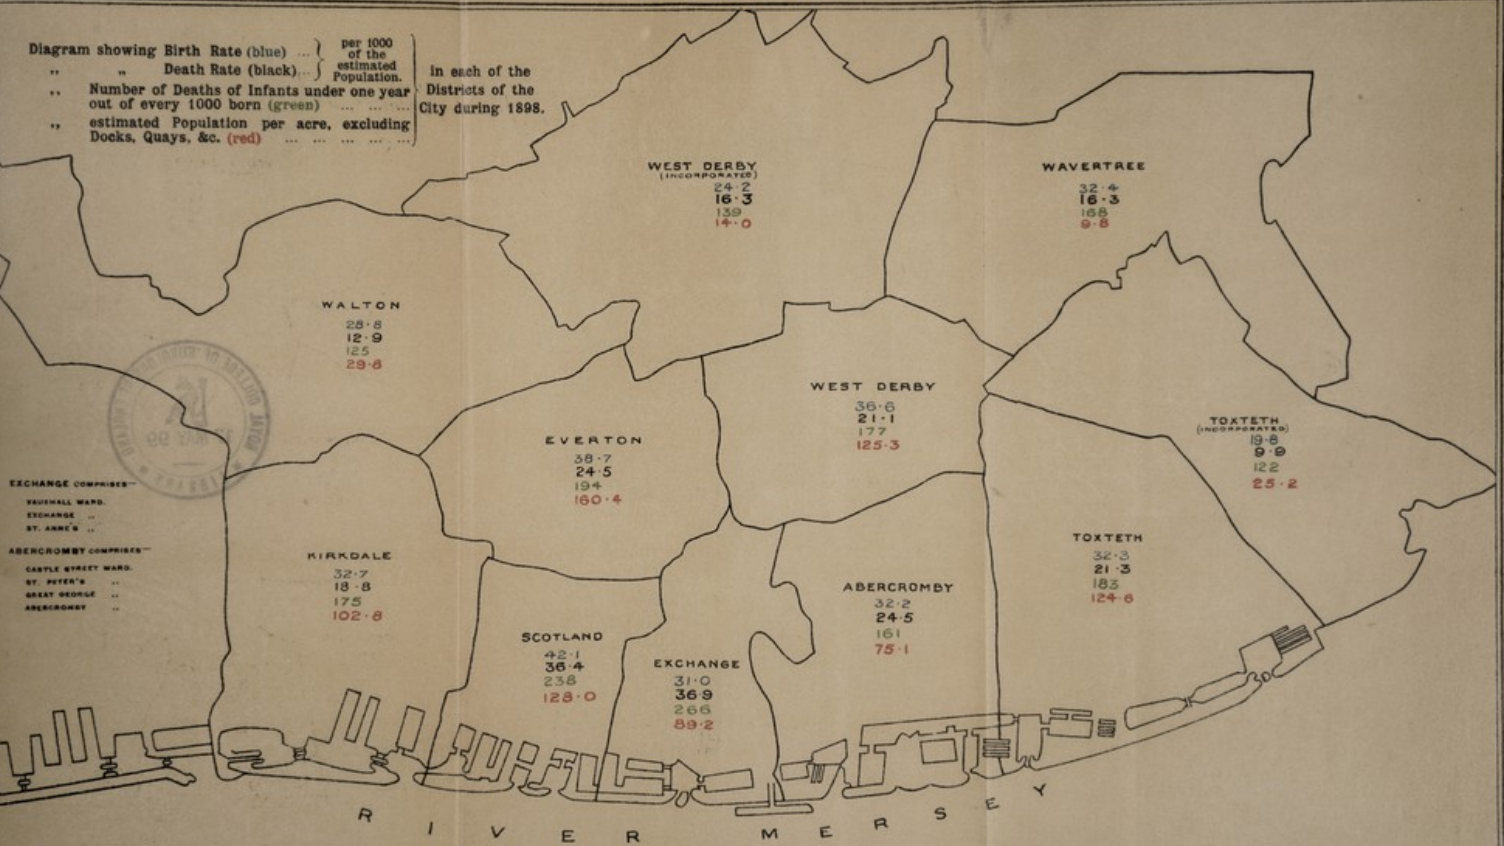 Diagram showing Birth Rate (blue) ... per 1000 of the estimated Population.
„ „ Death Rate (black)...
„ Number of Deaths of Infants under one year
out of every 1000 born (green) ... ... ...
„ estimated Population per acre, excluding
Docks, Quays, &c. (red) ... ... ... ... ...
in each of the
Districts of the
City during 1898.
WEST DERBY
(INCORPORATED)
24·2
16·3
139
14·0
WAVERTREE
32·4
16·3
168
9·8
WALTON
28·8
12·9
125
29·8
WEST DERBY
36·6
21·1
177
125·3
EVERTON
38·7
24·5
194
160·4
TOXTETH
(INCORPORATED)
19·8
9·9
122
25·2
EXCHANGE COMPRISES—
VAUXHALL WARD.
EXCHANGE „
ST. ANNE'S „
ABERCROMBY COMPRISES—
CASTLE STREET WARD.
ST. PETER'S „
GREAT GEORGE „
ABERCROMBY „
KIRKDALE
32·7
18·8
175
102·8
SCOTLAND
42·1
36·4
238
128·0
EXCHANGE
31·0
36·9
266
89·2
ABERCROMBY
32·2
24·5
161
75·1
TOXTETH
32·3
21·3
183
124·6
RIVER MERSEY